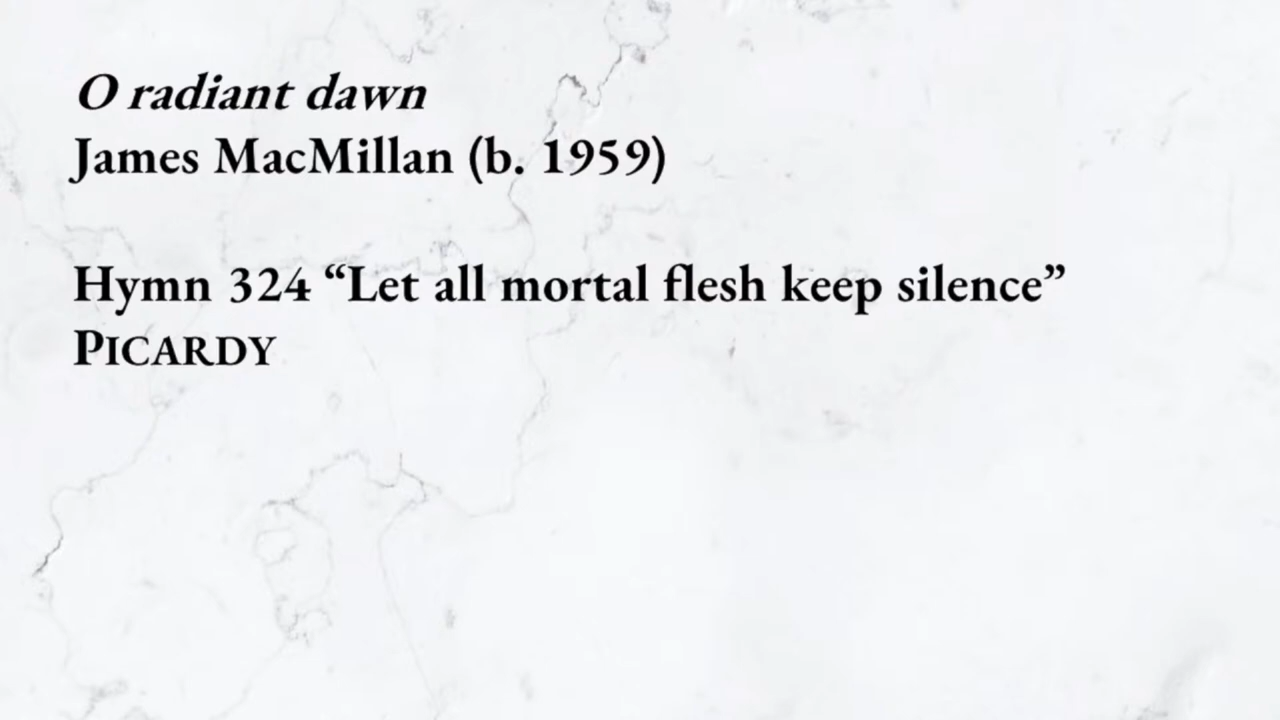 O radiant dawn
James MacMillan (b. 1959)
Hymn 324 “Let all mortal flesh keep silence”
PICARDY